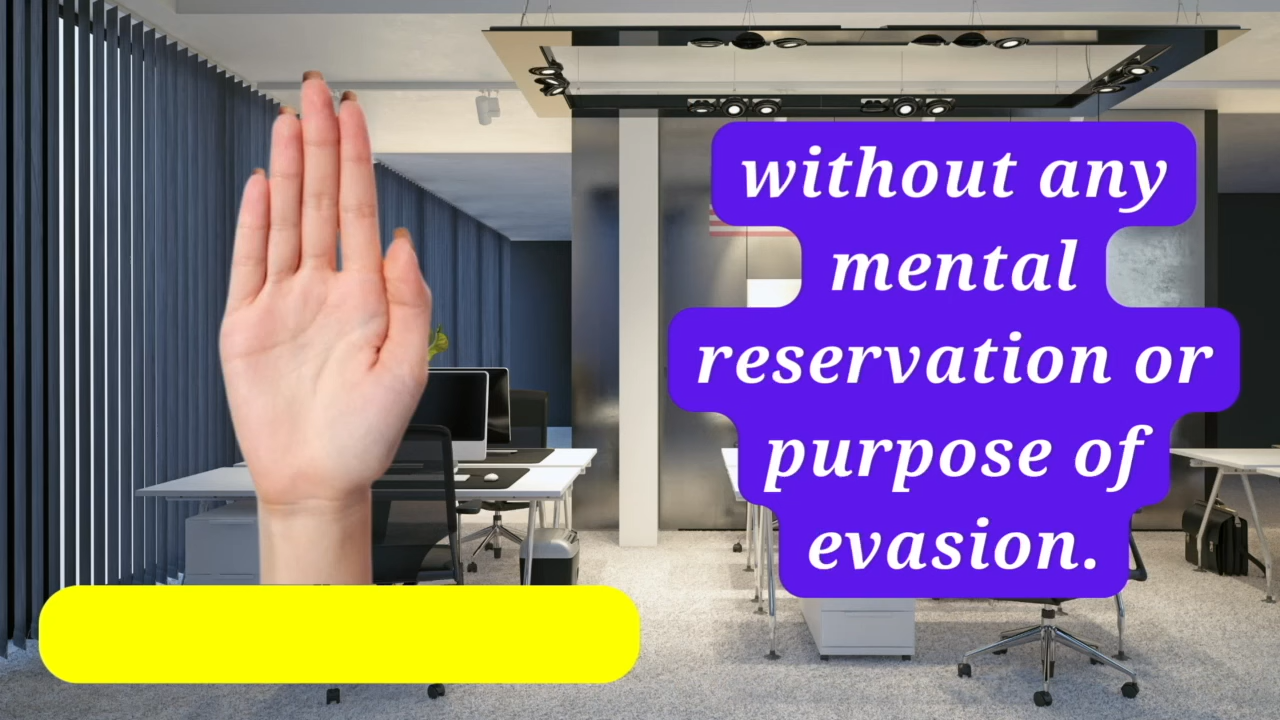 without any
mental
reservation or
purpose of
evasion.